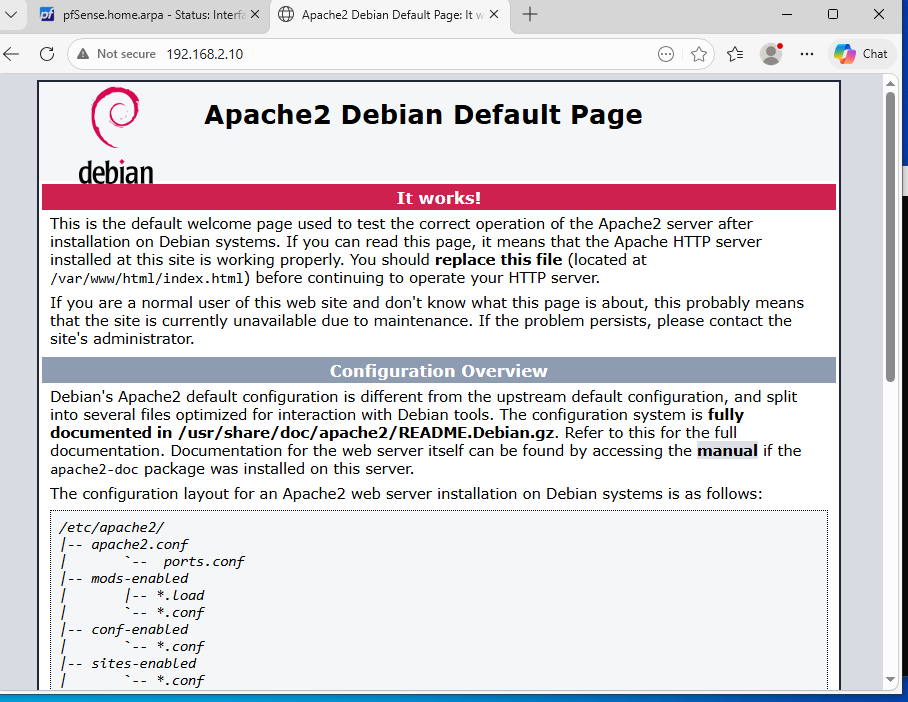 pfSense.home.arpa - Status: Interfa
Apache2 Debian Default Page: It w
Not secure 192.168.2.10
Chat
debian
Apache2 Debian Default Page
It works!
This is the default welcome page used to test the correct operation of the Apache2 server after
installation on Debian systems. If you can read this page, it means that the Apache HTTP server
installed at this site is working properly. You should replace this file (located at
/var/www/html/index.html) before continuing to operate your HTTP server.
If you are a normal user of this web site and don't know what this page is about, this probably means
that the site is currently unavailable due to maintenance. If the problem persists, please contact the
site's administrator.
Configuration Overview
Debian's Apache2 default configuration is different from the upstream default configuration, and split
into several files optimized for interaction with Debian tools. The configuration system is fully
documented in /usr/share/doc/apache2/README.Debian.gz. Refer to this for the full
documentation. Documentation for the web server itself can be found by accessing the manual if the
apache2-doc package was installed on this server.
The configuration layout for an Apache2 web server installation on Debian systems is as follows:
/etc/apache2/
|-- apache2.conf
|       `--  ports.conf
|-- mods-enabled
|       |-- *.load
|       `-- *.conf
|-- conf-enabled
|       `-- *.conf
|-- sites-enabled
|       `-- *.conf